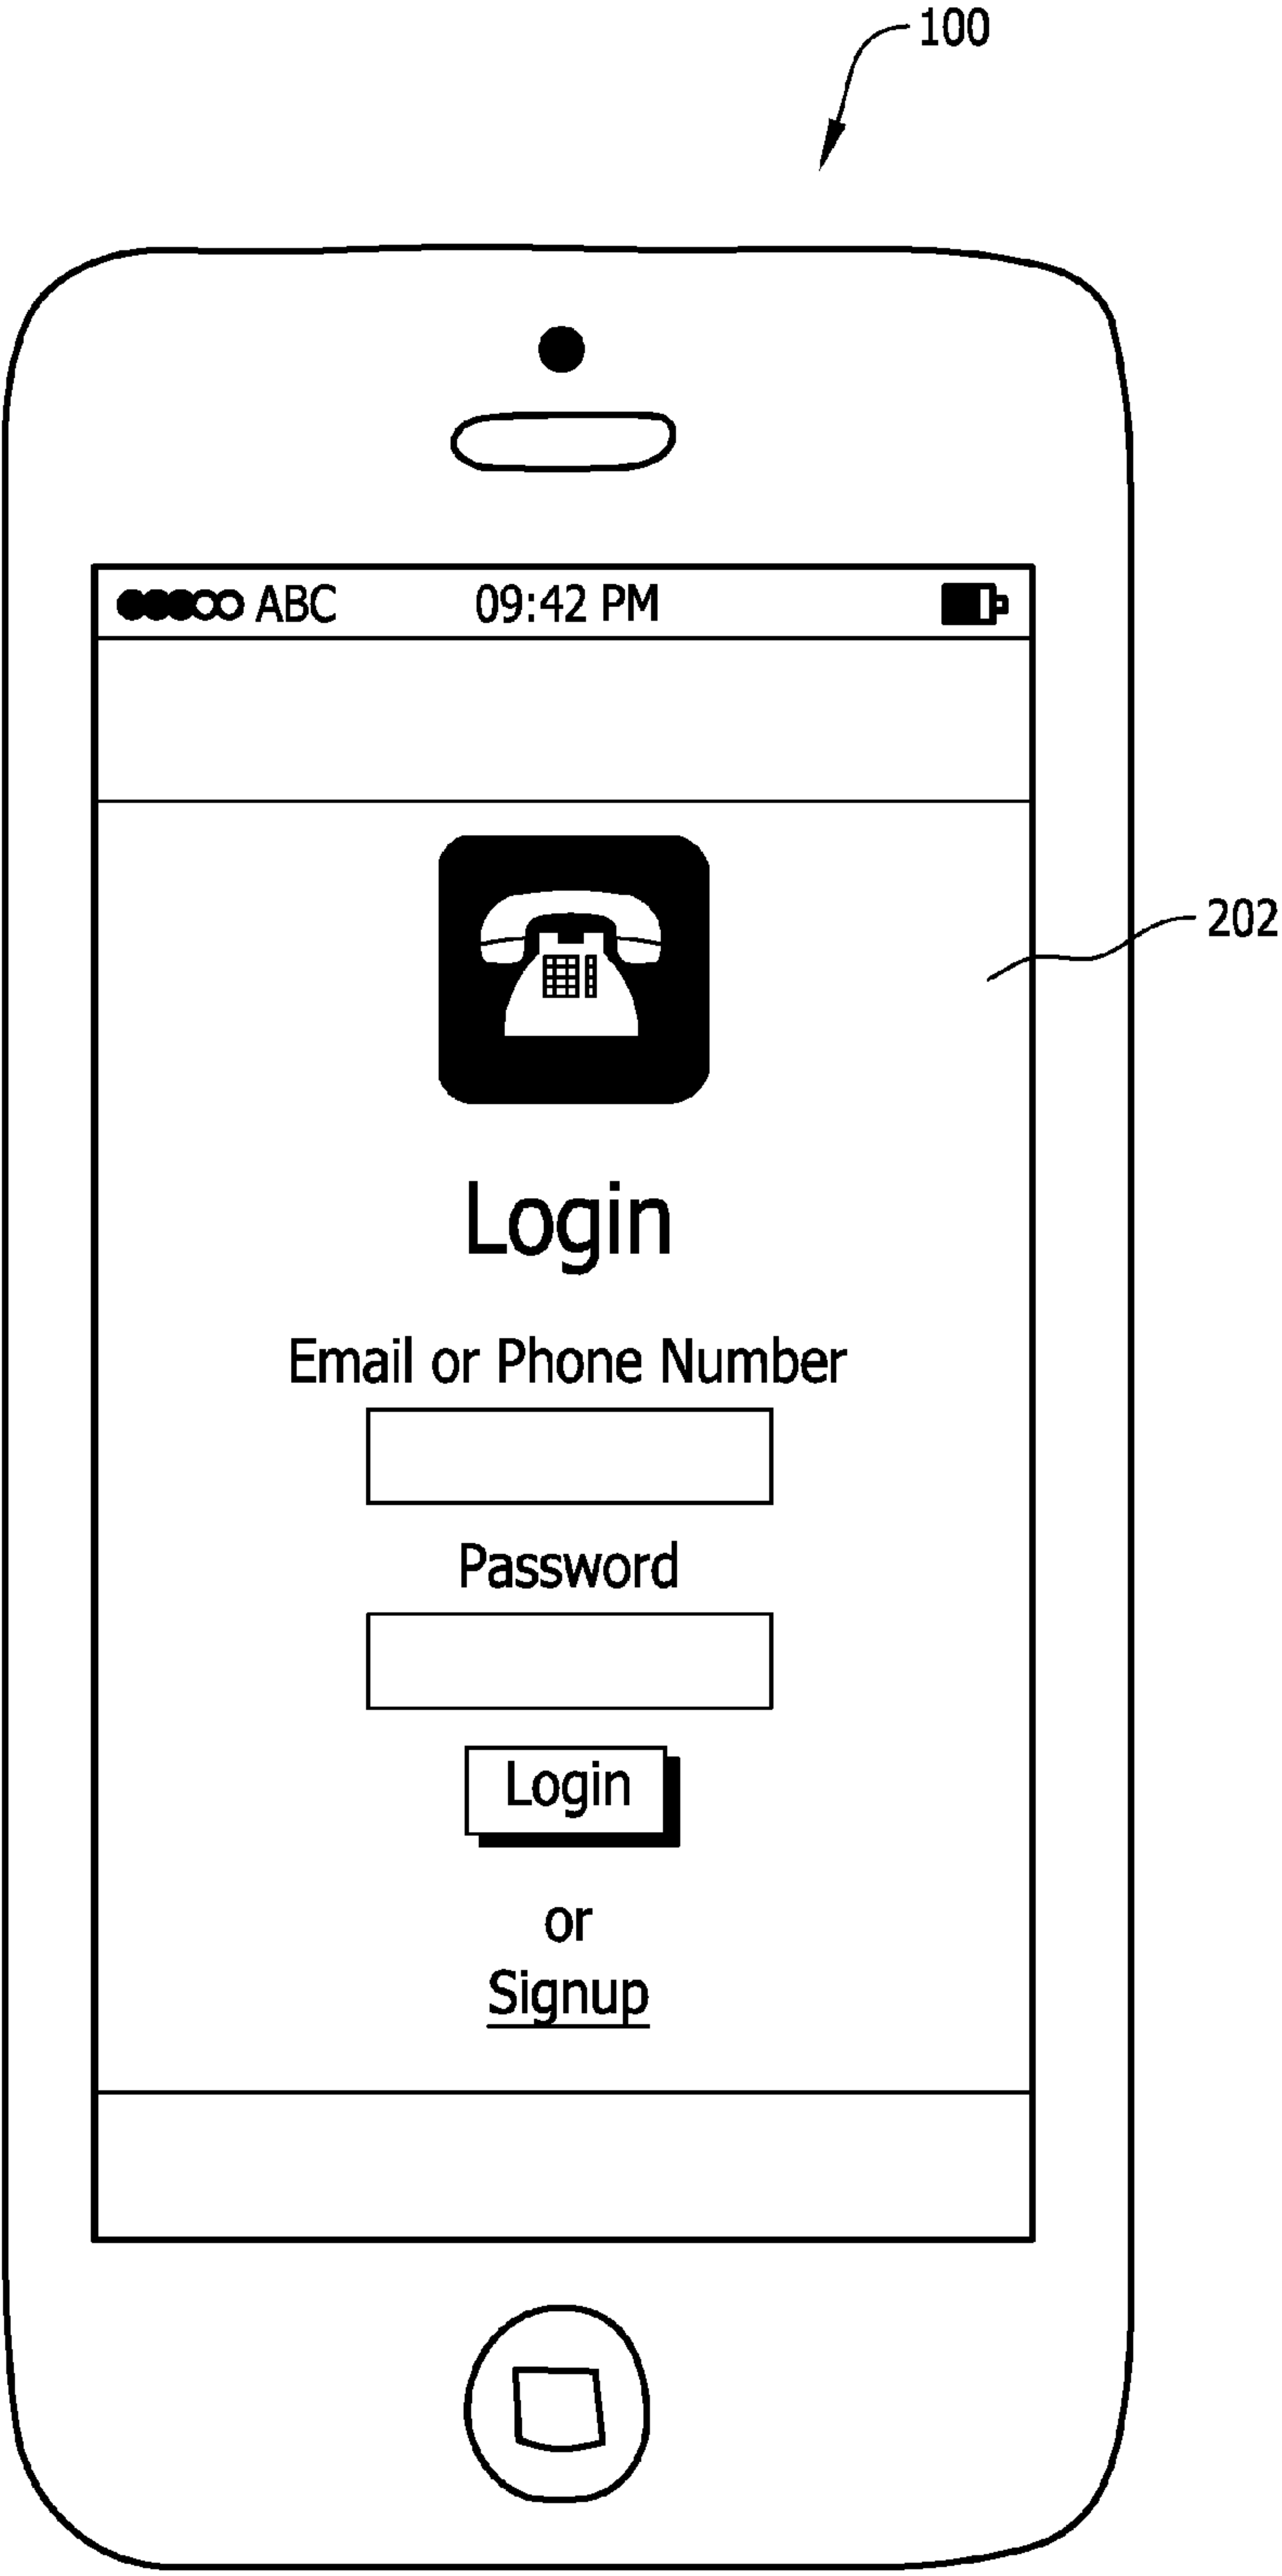 100
ABC 09:42 PM
202
Login
Email or Phone Number
Password
Login
or
Signup